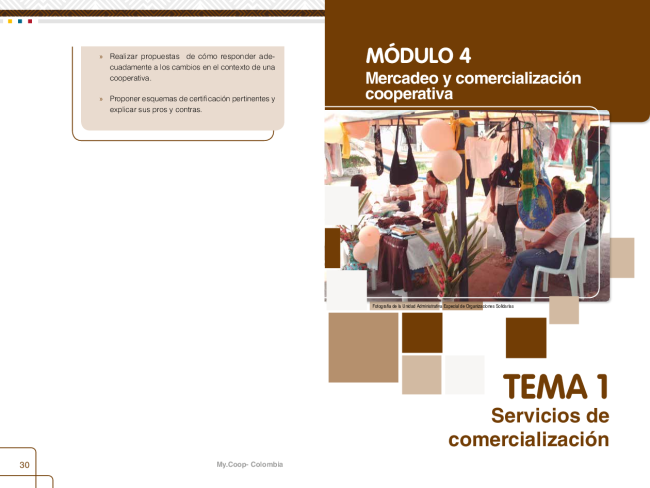 » Realizar propuestas de cómo responder ade-
cuadamente a los cambios en el contexto de una
cooperativa.
» Proponer esquemas de certificación pertinentes y
explicar sus pros y contras.
30
My.Coop- Colombia
MÓDULO 4
Mercadeo y comercialización
cooperativa
Fotografía de la Unidad Administrativa Especial de Organizaciones Solidarias
TEMA 1
Servicios de
comercialización